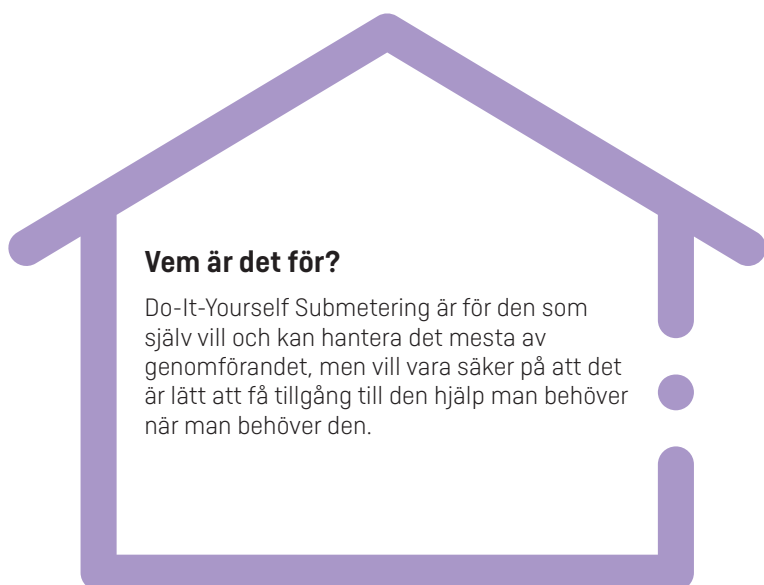 Vem är det för?
Do-It-Yourself Submetering är för den som
själv vill och kan hantera det mesta av
genomförandet, men vill vara säker på att det
är lätt att få tillgång till den hjälp man behöver
när man behöver den.